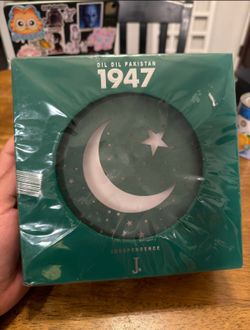 DIL DIL PAKISTAN
1947
INDEPENDENCE
J.